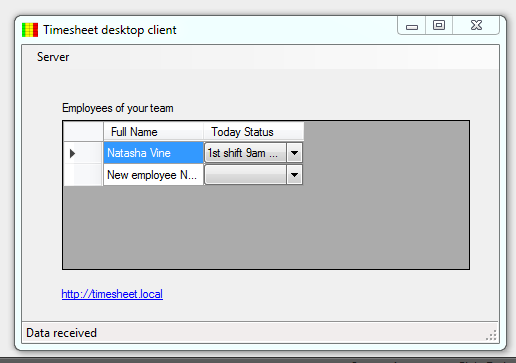 Timesheet desktop client
Server
Employees of your team
Full Name Today Status
Natasha Vine 1st shift 9am ...
New employee N...
http://timesheet.local
Data received